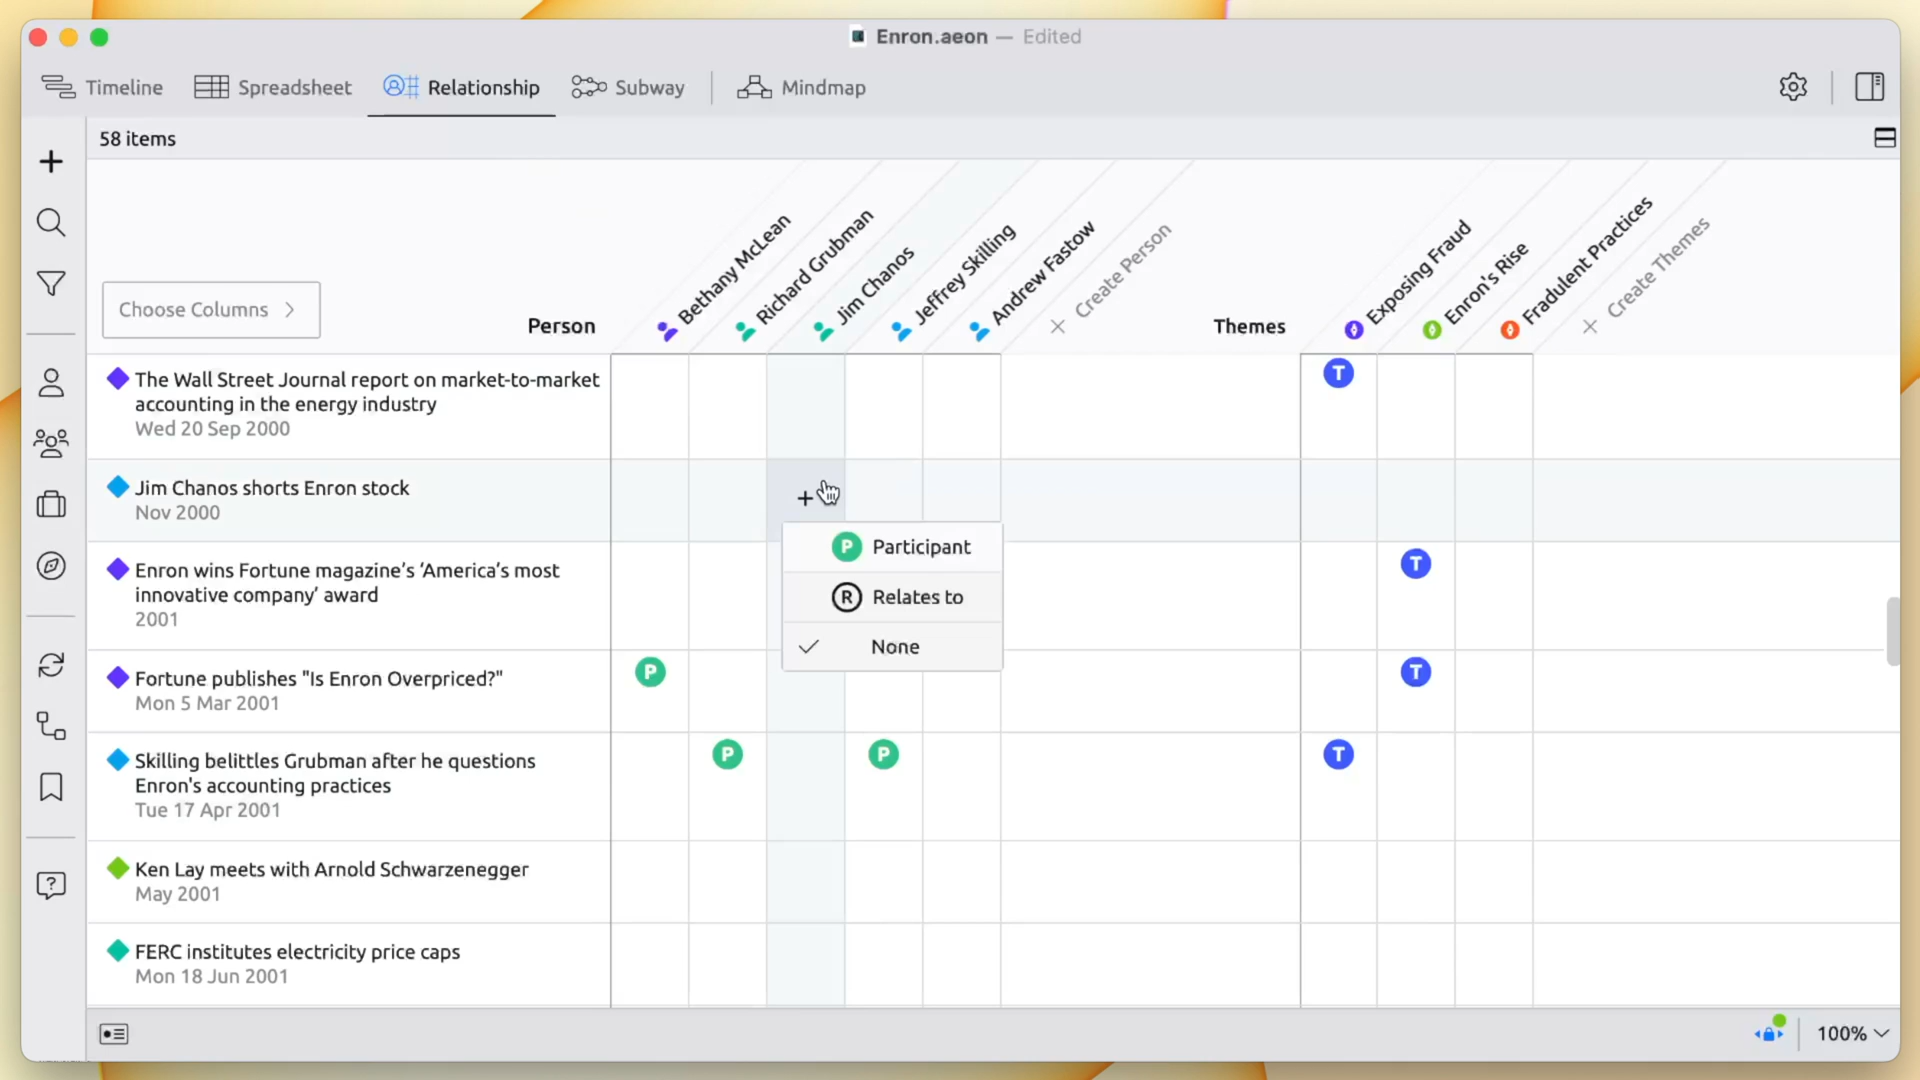 Enron.aeon — Edited
Timeline
Spreadsheet
Relationship
Subway
Mindmap
58 items
Choose Columns
Person
Bethany McLean
Richard Grubman
Jim Chanos
Jeffrey Skilling
Andrew Fastow
Create Person
Themes
Exposing Fraud
Enron's Rise
Fradulent Practices
Create Themes
The Wall Street Journal report on market-to-market
accounting in the energy industry
Wed 20 Sep 2000
T
Jim Chanos shorts Enron stock
Nov 2000
P Participant
R Relates to
None
Enron wins Fortune magazine’s ‘America’s most
innovative company’ award
2001
T
Fortune publishes "Is Enron Overpriced?"
Mon 5 Mar 2001
P
T
Skilling belittles Grubman after he questions
Enron's accounting practices
Tue 17 Apr 2001
P
P
T
Ken Lay meets with Arnold Schwarzenegger
May 2001
FERC institutes electricity price caps
Mon 18 Jun 2001
100%